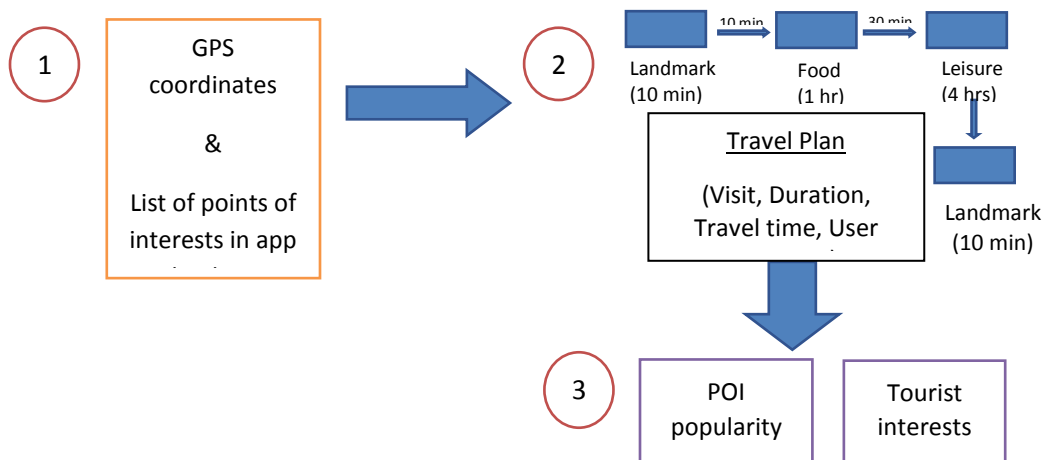 1
GPS
coordinates
&
List of points of
interests in app
2
10 min
30 min
Landmark
(10 min)
Food
(1 hr)
Leisure
(4 hrs)
Travel Plan
(Visit, Duration,
Travel time, User
Landmark
(10 min)
3
POI
popularity
Tourist
interests